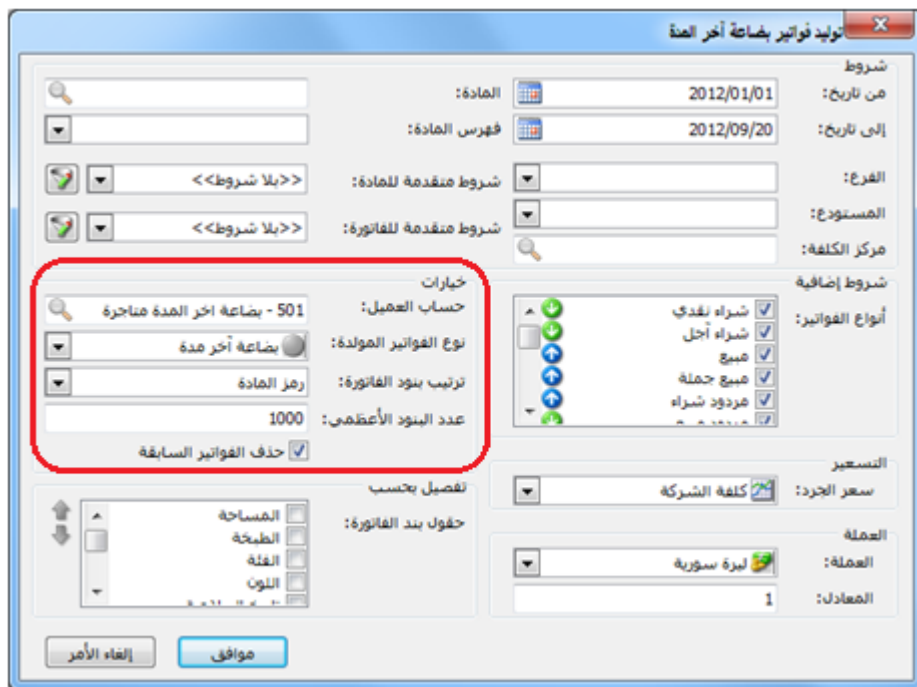 توليد فواتير بضاعة آخر المدة
شروط
من تاريخ: 2012/01/01
المادة:
إلى تاريخ: 2012/09/20
فهرس المادة:
الفرع:
شروط متقدمة للمادة: <<بلا شروط>>
المستودع:
شروط متقدمة للفاتورة: <<بلا شروط>>
مركز الكلفة:
شروط إضافية
أنواع الفواتير:
شراء نقدي
شراء آجل
مبيع
مبيع جملة
مردود شراء
خيارات
حساب العميل: 501 - بضاعة اخر المدة متاجرة
نوع الفواتير المولدة: بضاعة آخر مدة
ترتيب بنود الفاتورة: رمز المادة
عدد البنود الأعظمي: 1000
حذف الفواتير السابقة
التسعير
سعر الجرد: كلفة الشركة
تفصيل بحسب
حقول بند الفاتورة:
المساحة
الطبخة
الفئة
اللون
العملة
العملة: ليرة سورية
المعادل: 1
موافق
إلغاء الأمر